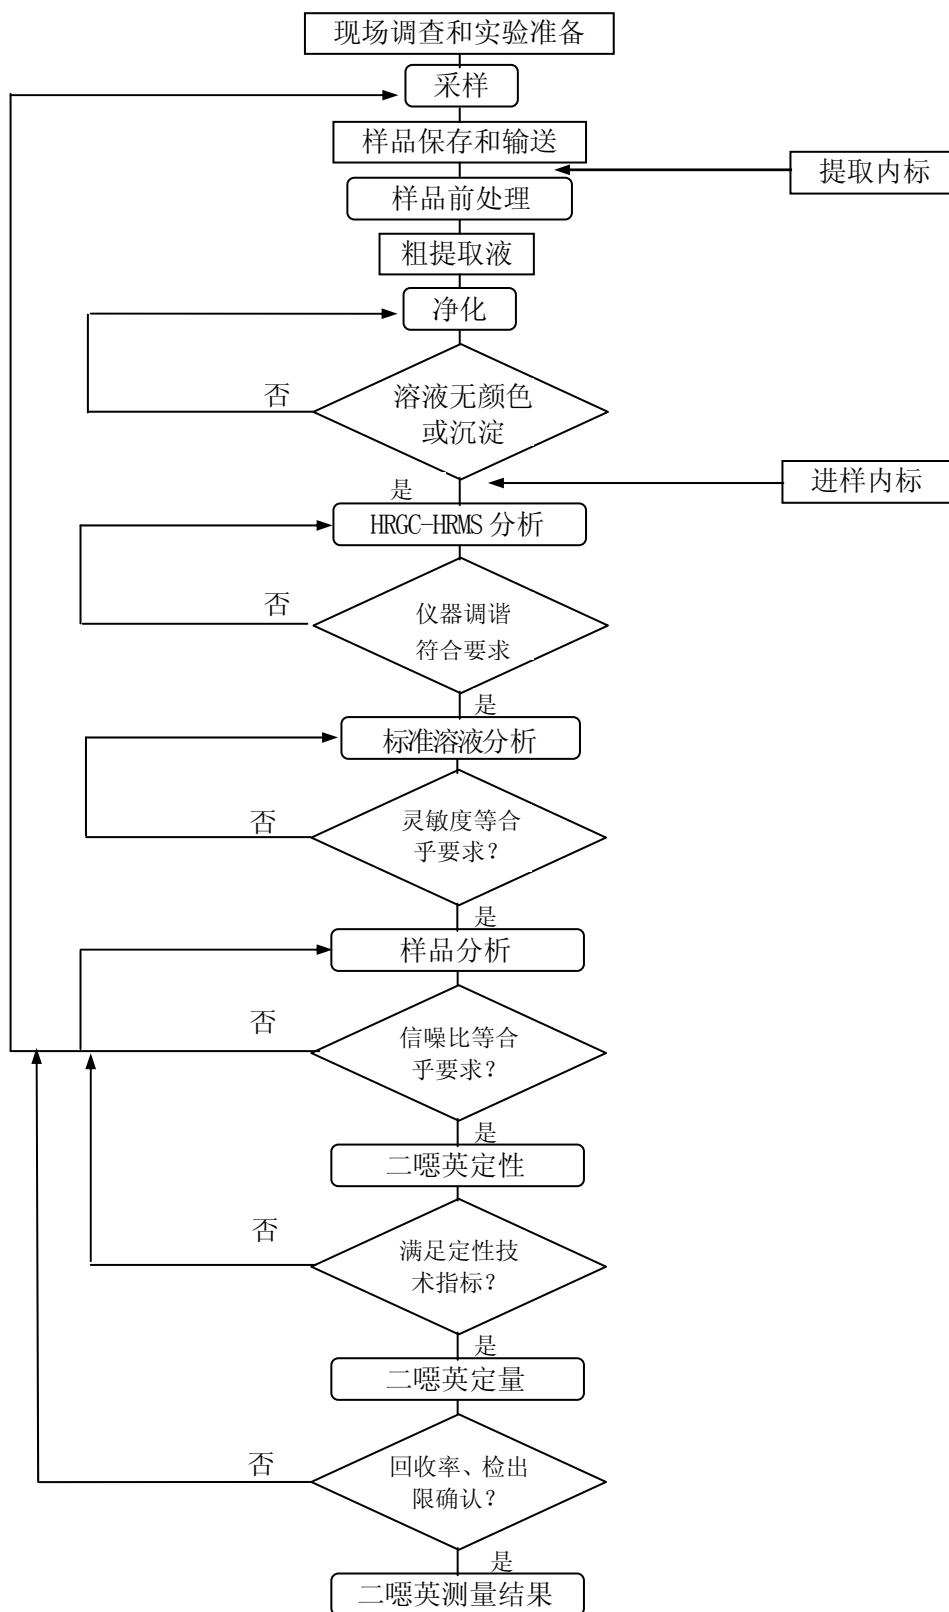 现场调查和实验准备
采样
样品保存和输送
提取内标
样品前处理
粗提取液
净化
否
溶液无颜色
或沉淀
进样内标
是
HRGC-HRMS 分析
否
仪器调谐
符合要求
是
标准溶液分析
否
灵敏度等合
乎要求?
是
样品分析
否
信噪比等合
乎要求?
是
二噁英定性
否
满足定性技
术指标?
是
二噁英定量
否
回收率、检出
限确认?
是
二噁英测量结果